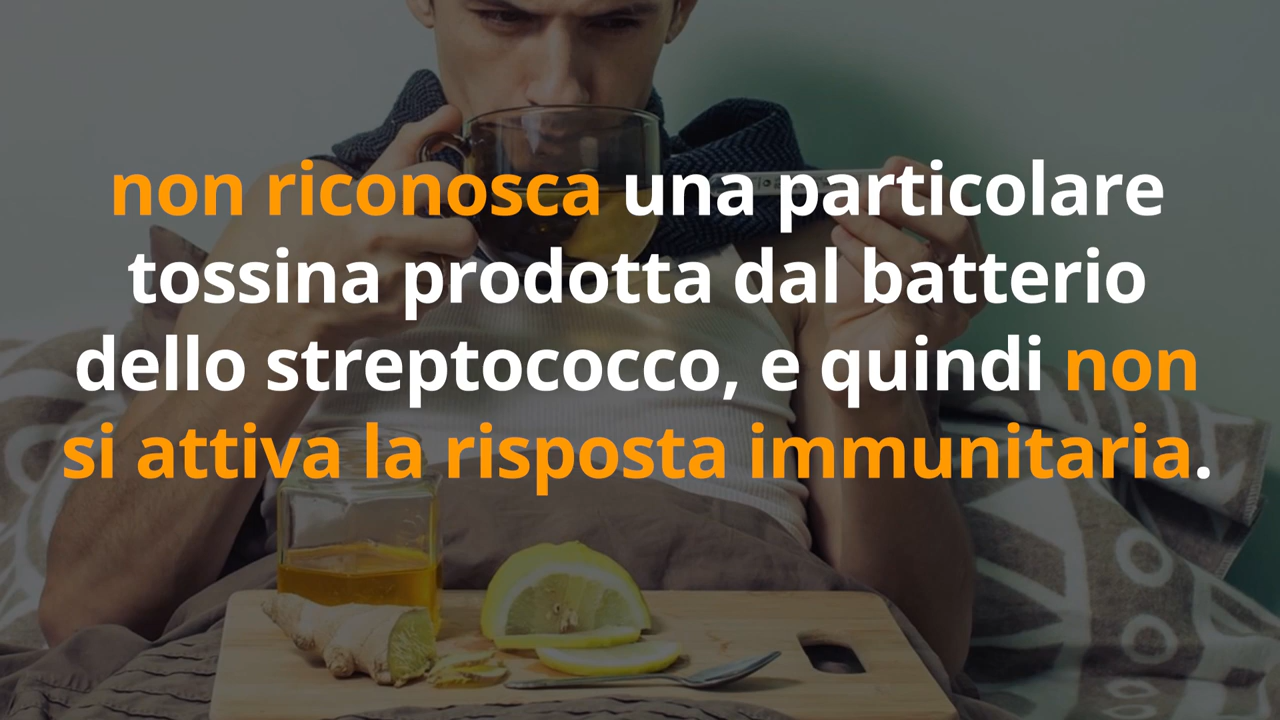 non riconosca una particolare
tossina prodotta dal batterio
dello streptococco, e quindi non
si attiva la risposta immunitaria.